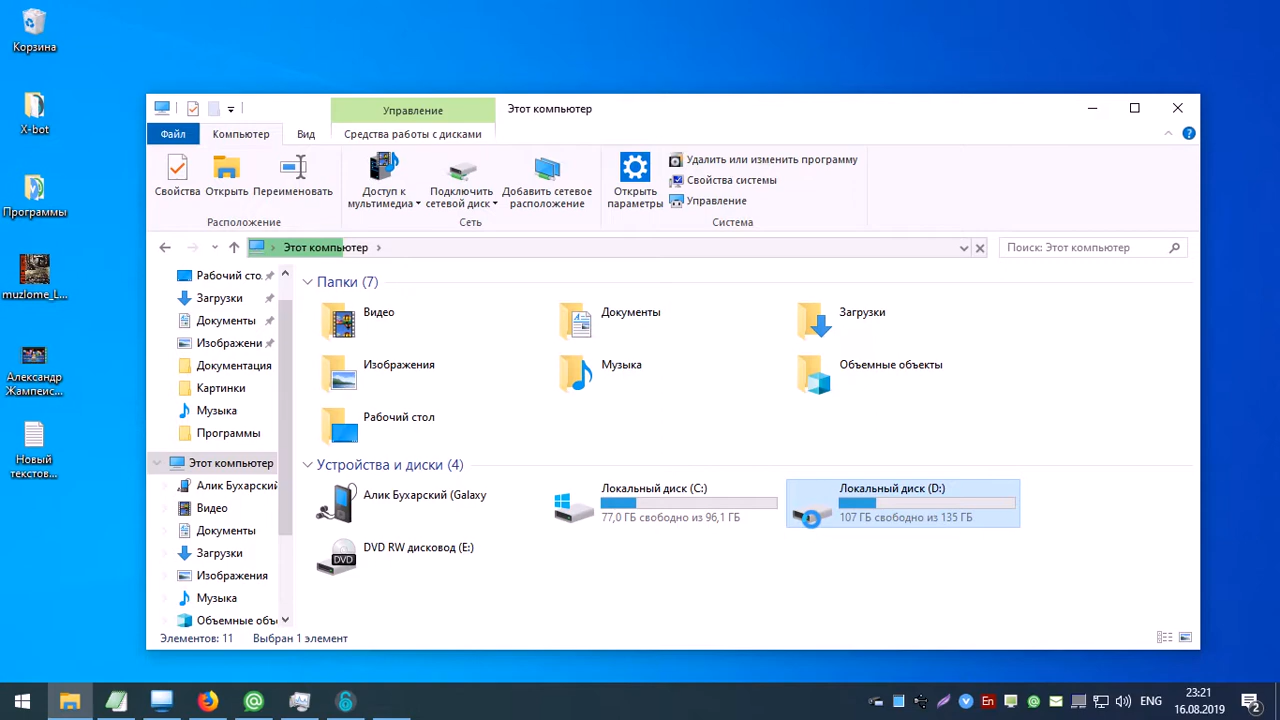 Корзина
X-bot
Программы
muzlome_L...
Александр
Жампеис...
Новый
текстов...
Управление
Этот компьютер
Файл
Компьютер
Вид
Средства работы с дисками
Свойства
Открыть
Переименовать
Доступ к
мультимедиа
Подключить
сетевой диск
Добавить сетевое
расположение
Открыть
параметры
Удалить или изменить программу
Свойства системы
Управление
Расположение
Сеть
Система
Этот компьютер
Поиск: Этот компьютер
Рабочий сто.
Загрузки
Документы
Изображени
Документация
Картинки
Музыка
Программы
Этот компьютер
Алик Бухарский
Видео
Документы
Загрузки
Изображения
Музыка
Объемные объе
Папки (7)
Видео
Документы
Загрузки
Изображения
Музыка
Объемные объекты
Рабочий стол
Устройства и диски (4)
Алик Бухарский (Galaxy
Локальный диск (C:)
77,0 ГБ свободно из 96,1 ГБ
Локальный диск (D:)
107 ГБ свободно из 135 ГБ
DVD RW дисковод (E:)
DVD
Элементов: 11
Выбран 1 элемент
En
ENG
23:21
16.08.2019
2